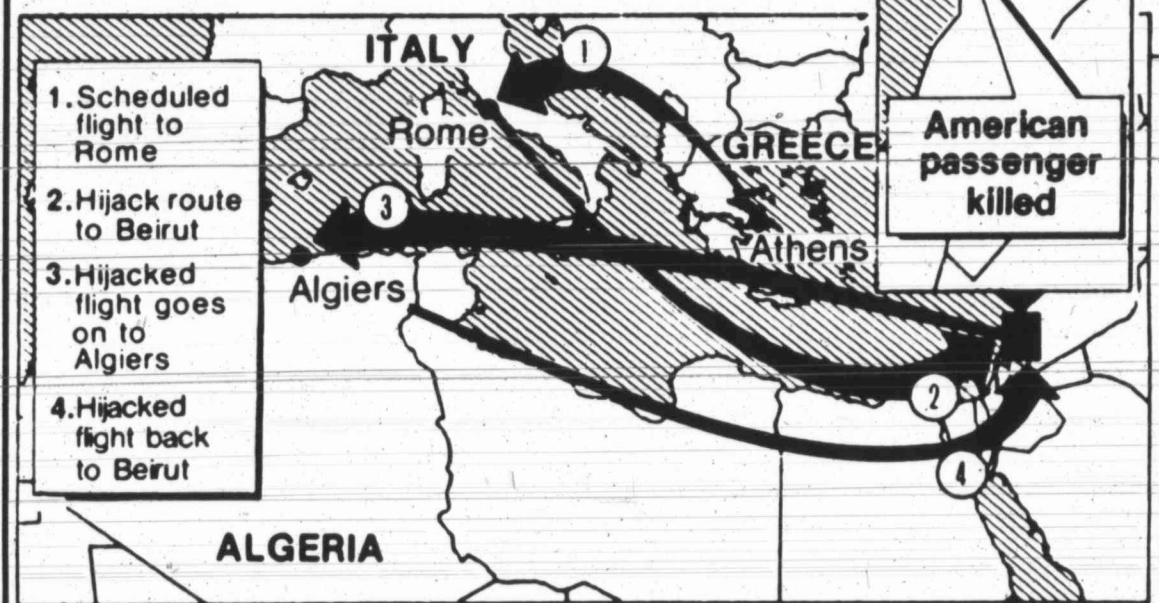 ITALY
1
1.Scheduled
flight to
Rome
2.Hijack route
to Beirut
3.Hijacked
flight goes
on to
Algiers
4.Hijacked
flight back
to Beirut
Rome
GREECE
American
passenger
killed
3
Athens
Algiers
2
4
ALGERIA